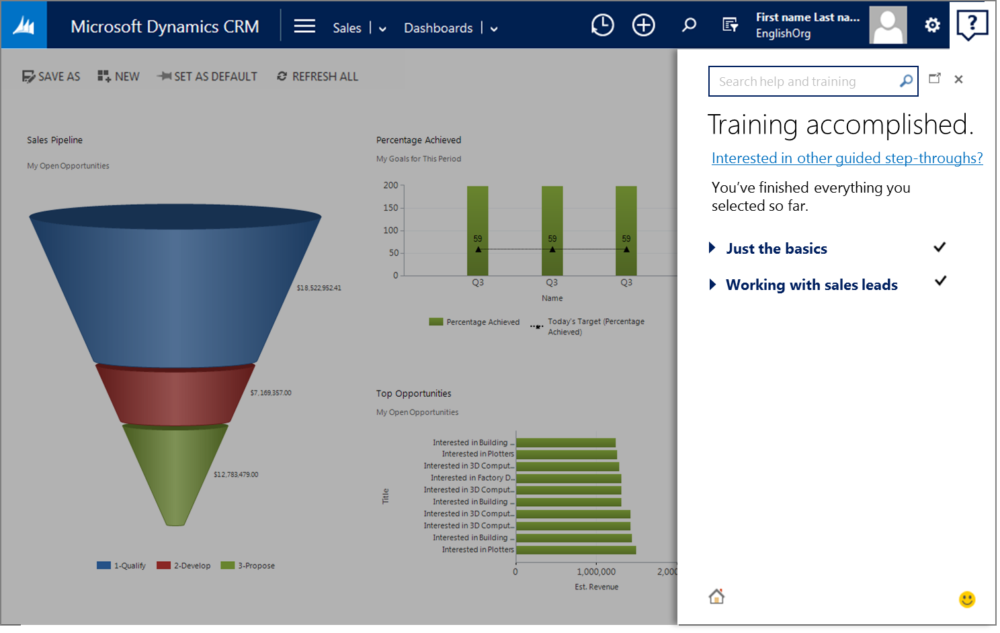 Microsoft Dynamics CRM
Sales
Dashboards
First name Last na...
EnglishOrg
?
SAVE AS
NEW
SET AS DEFAULT
REFRESH ALL
Sales Pipeline
My Open Opportunities
$18,522,952.41
$7,169,357.00
$12,783,479.00
1-Qualify
2-Develop
3-Propose
Percentage Achieved
My Goals for This Period
200
150
100
50
0
59
59
59
Q3
Q3
Q3
Name
Percentage Achieved
Today's Target (Percentage
Achieved)
Top Opportunities
My Open Opportunities
Title
Interested in Building ...
Interested in Plotters
Interested in 3D Comput...
Interested in Factory D...
Interested in 3D Comput...
Interested in Building ...
Interested in 3D Comput...
Interested in 3D Comput...
Interested in Building ...
Interested in Plotters
0
1,000,000
2,000
Est. Revenue
Search help and training
Training accomplished.
Interested in other guided step-throughs?
You’ve finished everything you
selected so far.
Just the basics
Working with sales leads